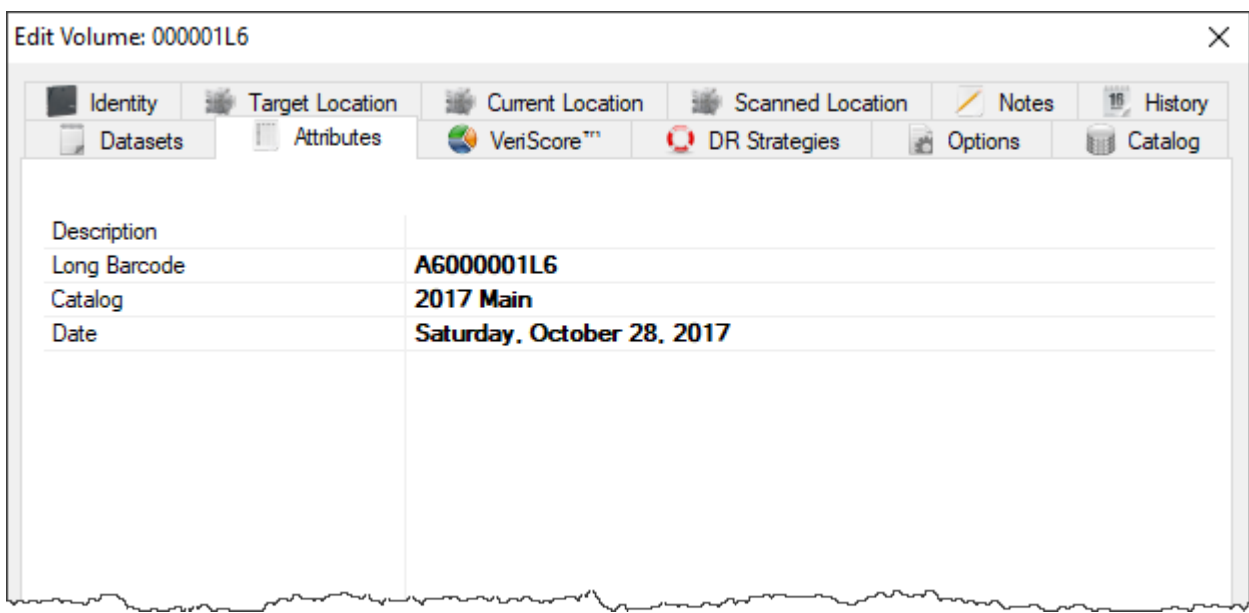 Edit Volume: 000001L6
Identity Target Location Current Location Scanned Location Notes 16 History
Datasets Attributes VeriScore™ DR Strategies Options Catalog
Description
Long Barcode A6000001L6
Catalog 2017 Main
Date Saturday, October 28, 2017